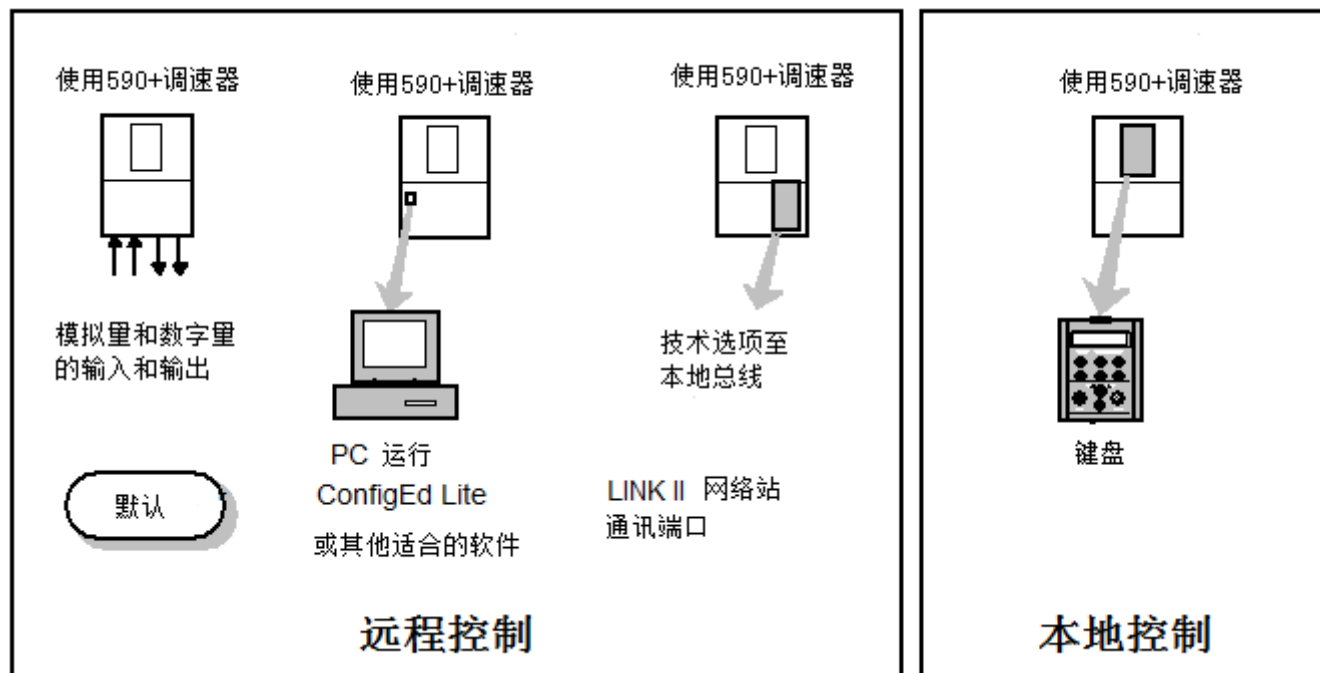 使用590+调速器
使用590+调速器
使用590+调速器
模拟量和数字量
的输入和输出
技术选项至
本地总线
PC 运行
ConfigEd Lite
或其他适合的软件
LINK II 网络站
通讯端口
默认
远程控制
使用590+调速器
键盘
本地控制